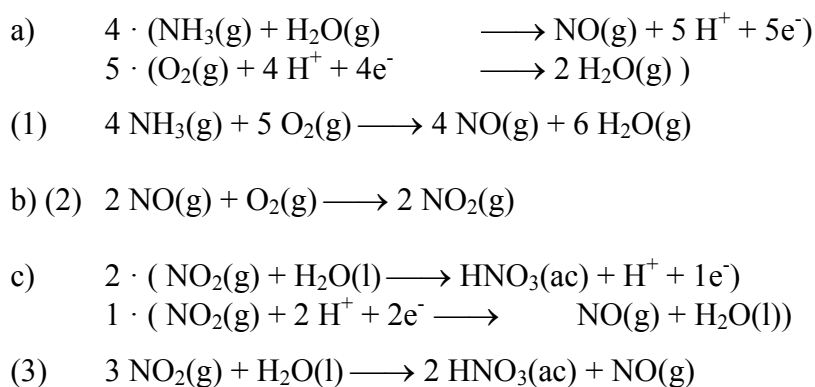 a) 4 · (NH₃(g) + H₂O(g) ⟶ NO(g) + 5 H⁺ + 5e⁻)
5 · (O₂(g) + 4 H⁺ + 4e⁻ ⟶ 2 H₂O(g) )
(1) 4 NH₃(g) + 5 O₂(g) ⟶ 4 NO(g) + 6 H₂O(g)
b) (2) 2 NO(g) + O₂(g) ⟶ 2 NO₂(g)
c) 2 · ( NO₂(g) + H₂O(l) ⟶ HNO₃(ac) + H⁺ + 1e⁻)
1 · ( NO₂(g) + 2 H⁺ + 2e⁻ ⟶ NO(g) + H₂O(l))
(3) 3 NO₂(g) + H₂O(l) ⟶ 2 HNO₃(ac) + NO(g)